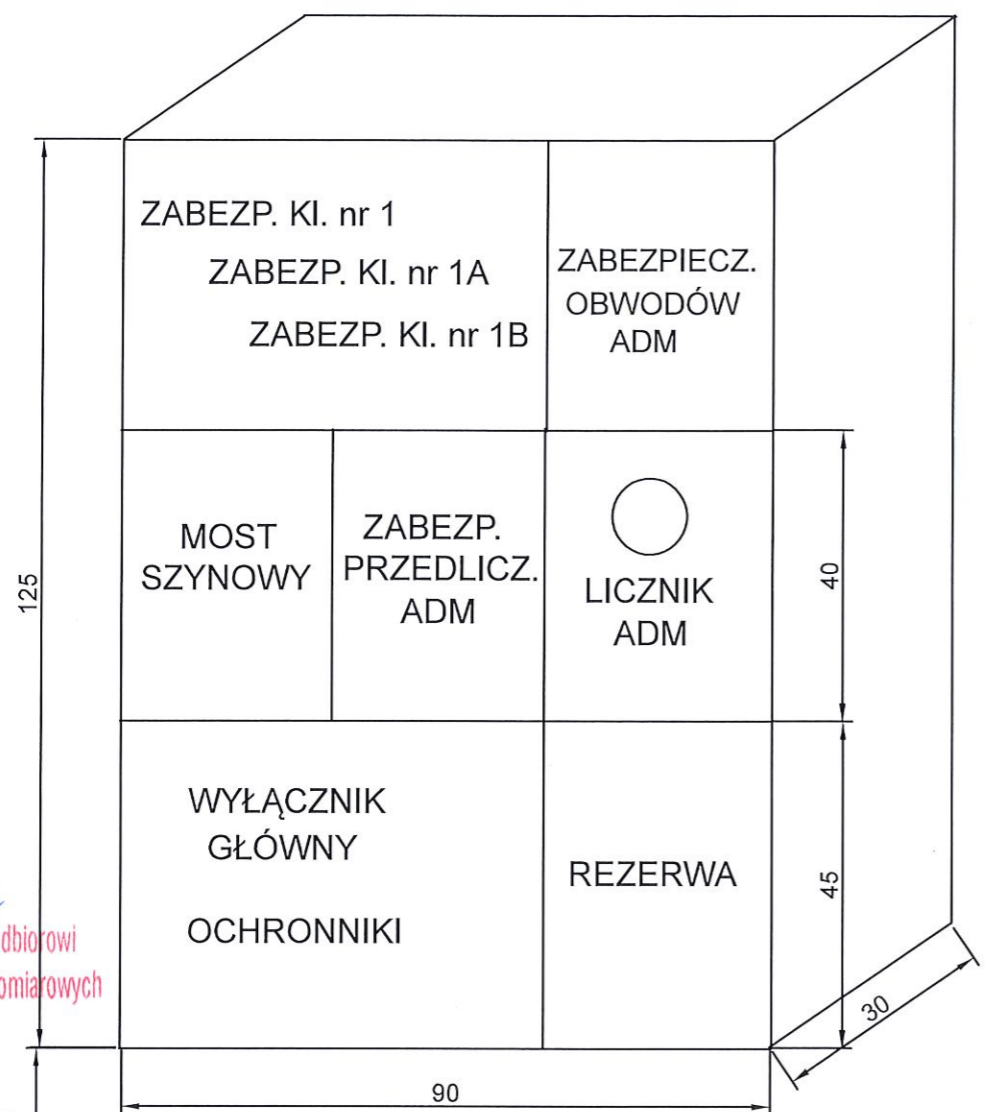 ZABEZP. Kl. nr 1
ZABEZP. Kl. nr 1A
ZABEZP. Kl. nr 1B
ZABEZPIECZ.
OBWODÓW
ADM
MOST
SZYNOWY
ZABEZP.
PRZEDLICZ.
ADM
LICZNIK
ADM
40
125
WYŁĄCZNIK
GŁÓWNY
OCHRONNIKI
REZERWA
45
30
90